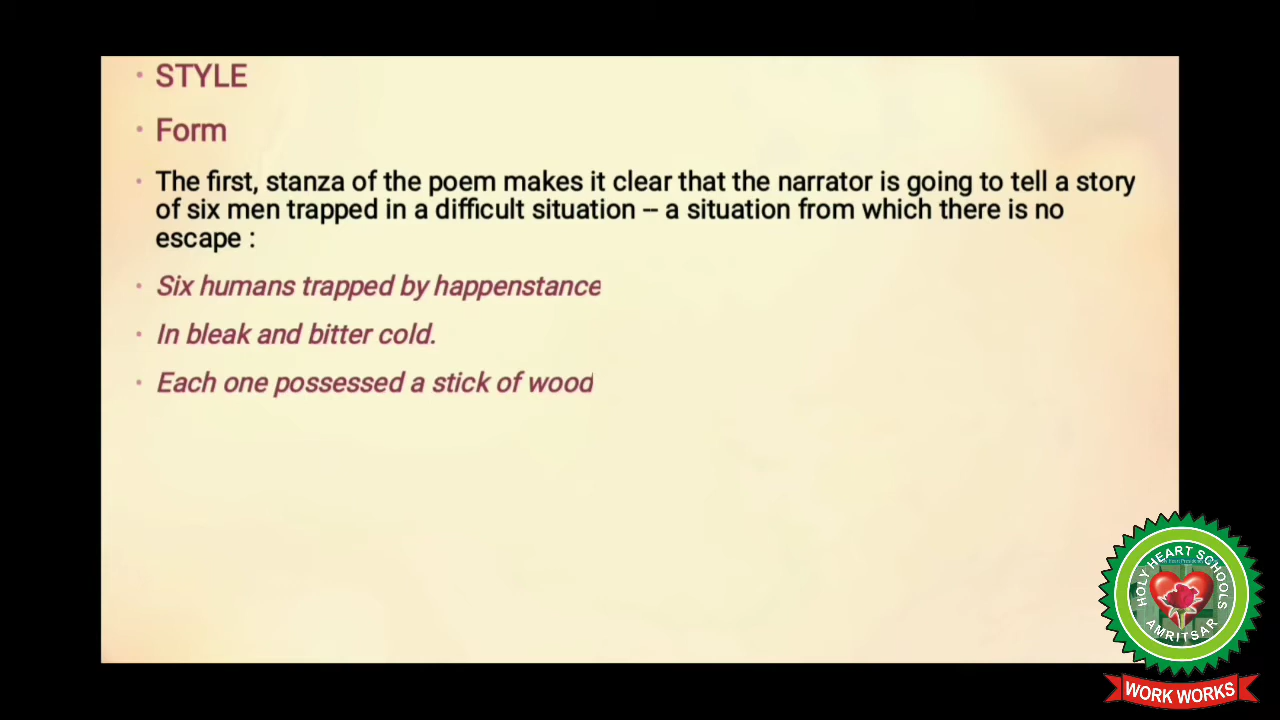 • STYLE
• Form
• The first, stanza of the poem makes it clear that the narrator is going to tell a story
of six men trapped in a difficult situation -- a situation from which there is no
escape :
• Six humans trapped by happenstance
• In bleak and bitter cold.
• Each one possessed a stick of wood
HOLY HEART SCHOOLS
AMRITSAR
WORK WORKS